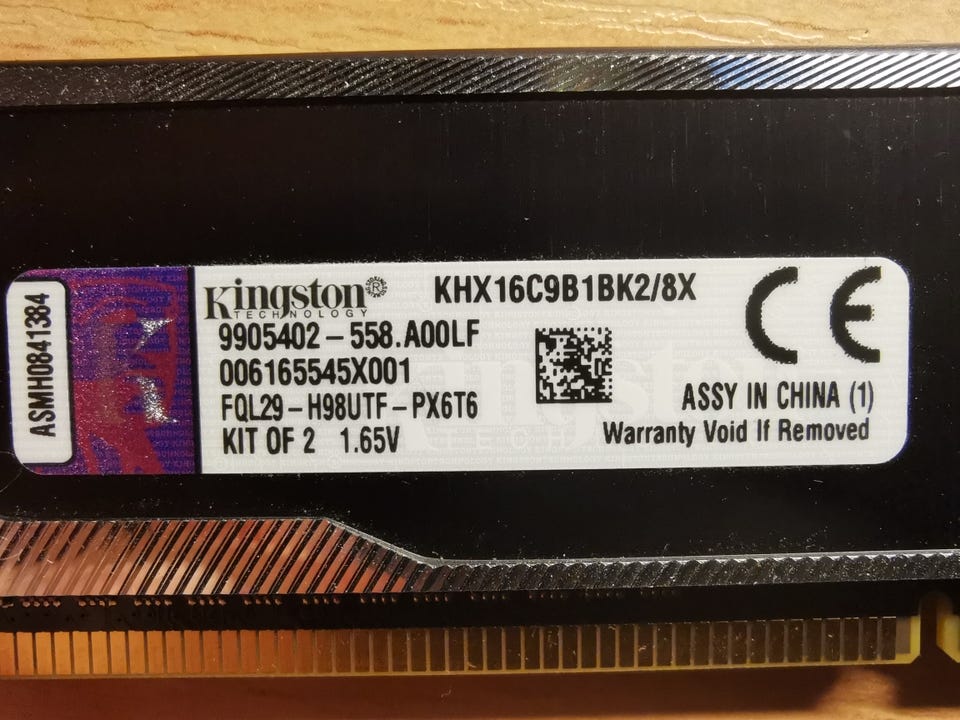 ASMH0841384
Kingston®
TECHNOLOGY
KHX16C9B1BK2/8X
9905402-558.A00LF
006165545X001
FQL29-H98UTF-PX6T6
KIT OF 2 1.65V
CE
ASSY IN CHINA (1)
Warranty Void If Removed